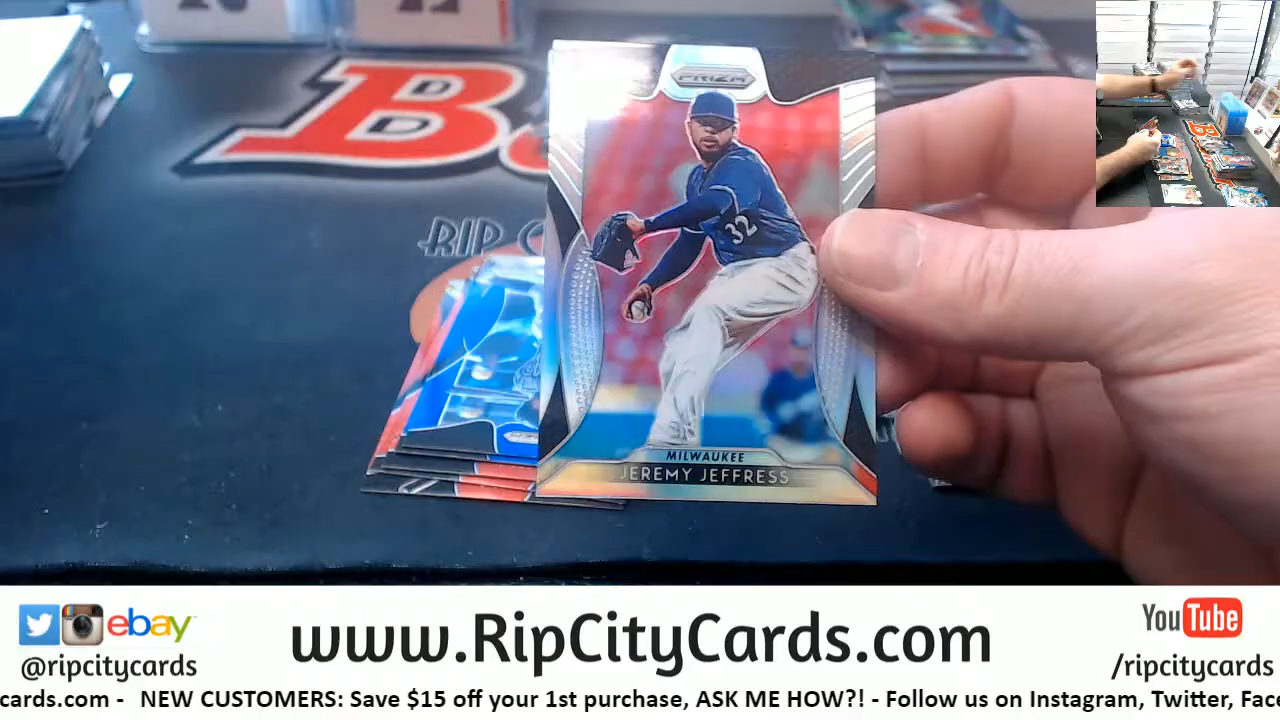 PRIZM
32
MILWAUKEE
JEREMY JEFFRESS
B
RIP
ebay
@ripcitycards
www.RipCityCards.com
YouTube
/ripcitycards
cards.com - NEW CUSTOMERS: Save $15 off your 1st purchase, ASK ME HOW?! - Follow us on Instagram, Twitter, Face